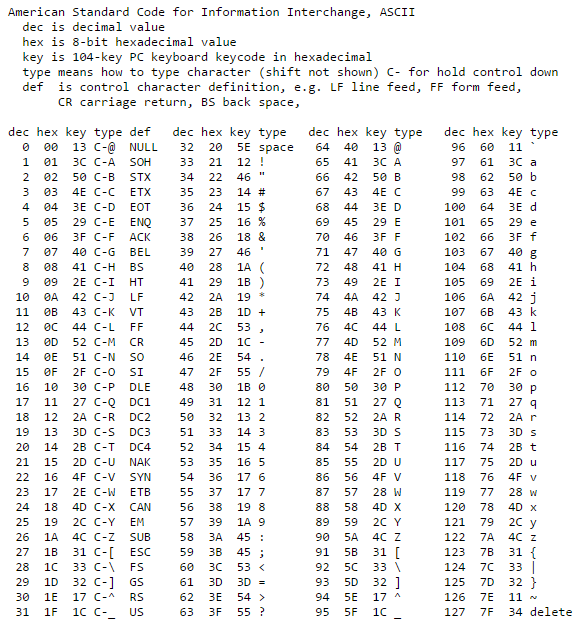 American Standard Code for Information Interchange, ASCII
dec is decimal value
hex is 8-bit hexadecimal value
key is 104-key PC keyboard keycode in hexadecimal
type means how to type character (shift not shown) C- for hold control down
def  is control character definition, e.g. LF line feed, FF form feed,
CR carriage return, BS back space,
dec hex key type def   dec hex key type   dec hex key type   dec hex key type
0  00  13 C-@  NULL   32  20  5E space   64  40  13 @   96  60  11 `
1  01  3C C-A  SOH   33  21  12 !   65  41  3C A   97  61  3C a
2  02  50 C-B  STX   34  22  46 "   66  42  50 B   98  62  50 b
3  03  4E C-C  ETX   35  23  14 #   67  43  4E C   99  63  4E c
4  04  3E C-D  EOT   36  24  15 $   68  44  3E D   100  64  3E d
5  05  29 C-E  ENQ   37  25  16 %   69  45  29 E   101  65  29 e
6  06  3F C-F  ACK   38  26  18 &   70  46  3F F   102  66  3F f
7  07  40 C-G  BEL   39  27  46 '   71  47  40 G   103  67  40 g
8  08  41 C-H  BS   40  28  1A (   72  48  41 H   104  68  41 h
9  09  2E C-I  HT   41  29  1B )   73  49  2E I   105  69  2E i
10  0A  42 C-J  LF   42  2A  19 *   74  4A  42 J   106  6A  42 j
11  0B  43 C-K  VT   43  2B  1D +   75  4B  43 K   107  6B  43 k
12  0C  44 C-L  FF   44  2C  53 ,   76  4C  44 L   108  6C  44 l
13  0D  52 C-M  CR   45  2D  1C -   77  4D  52 M   109  6D  52 m
14  0E  51 C-N  SO   46  2E  54 .   78  4E  51 N   110  6E  51 n
15  0F  2F C-O  SI   47  2F  55 /   79  4F  2F O   111  6F  2F o
16  10  30 C-P  DLE   48  30  1B 0   80  50  30 P   112  70  30 p
17  11  27 C-Q  DC1   49  31  12 1   81  51  27 Q   113  71  27 q
18  12  2A C-R  DC2   50  32  13 2   82  52  2A R   114  72  2A r
19  13  3D C-S  DC3   51  33  14 3   83  53  3D S   115  73  3D s
20  14  2B C-T  DC4   52  34  15 4   84  54  2B T   116  74  2B t
21  15  2D C-U  NAK   53  35  16 5   85  55  2D U   117  75  2D u
22  16  4F C-V  SYN   54  36  17 6   86  56  4F V   118  76  4F v
23  17  2E C-W  ETB   55  37  17 7   87  57  28 W   119  77  28 w
24  18  4D C-X  CAN   56  38  19 8   88  58  4D X   120  78  4D x
25  19  2C C-Y  EM   57  39  1A 9   89  59  2C Y   121  79  2C y
26  1A  4C C-Z  SUB   58  3A  45 :   90  5A  4C Z   122  7A  4C z
27  1B  31 C-[  ESC   59  3B  45 ;   91  5B  31 [   123  7B  31 {
28  1C  33 C-\  FS   60  3C  53 <   92  5C  33 \   124  7C  33 |
29  1D  32 C-]  GS   61  3D  3D =   93  5D  32 ]   125  7D  32 }
30  1E  17 C-^  RS   62  3E  54 >   94  5E  17 ^   126  7E  11 ~
31  1F  1C C-_  US   63  3F  55 ?   95  5F  1C _   127  7F  34 delete